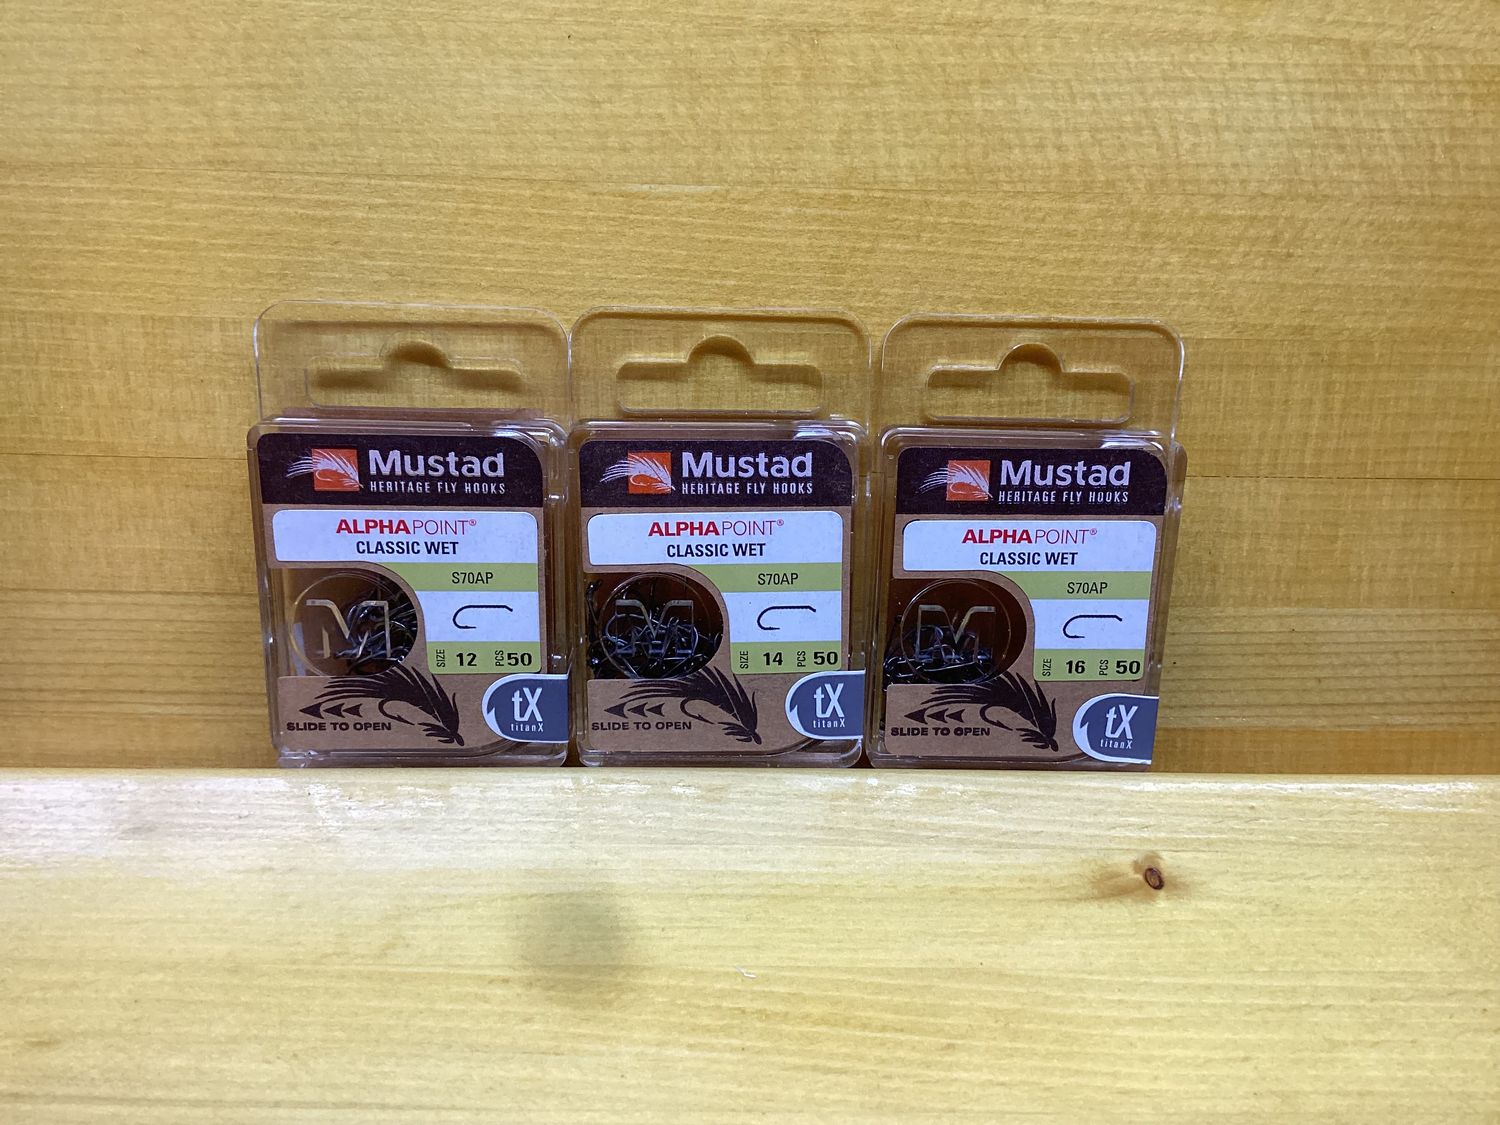 Mustad
HERITAGE FLY HOOKS
ALPHAPOINT®
CLASSIC WET
S70AP
M
SIZE 12 PCS 50
SLIDE TO OPEN
tX
titanX
Mustad
HERITAGE FLY HOOKS
ALPHAPOINT®
CLASSIC WET
S70AP
M
SIZE 14 PCS 50
SLIDE TO OPEN
tX
titanX
Mustad
HERITAGE FLY HOOKS
ALPHAPOINT®
CLASSIC WET
S70AP
M
SIZE 16 PCS 50
SLIDE TO OPEN
tX
titanX